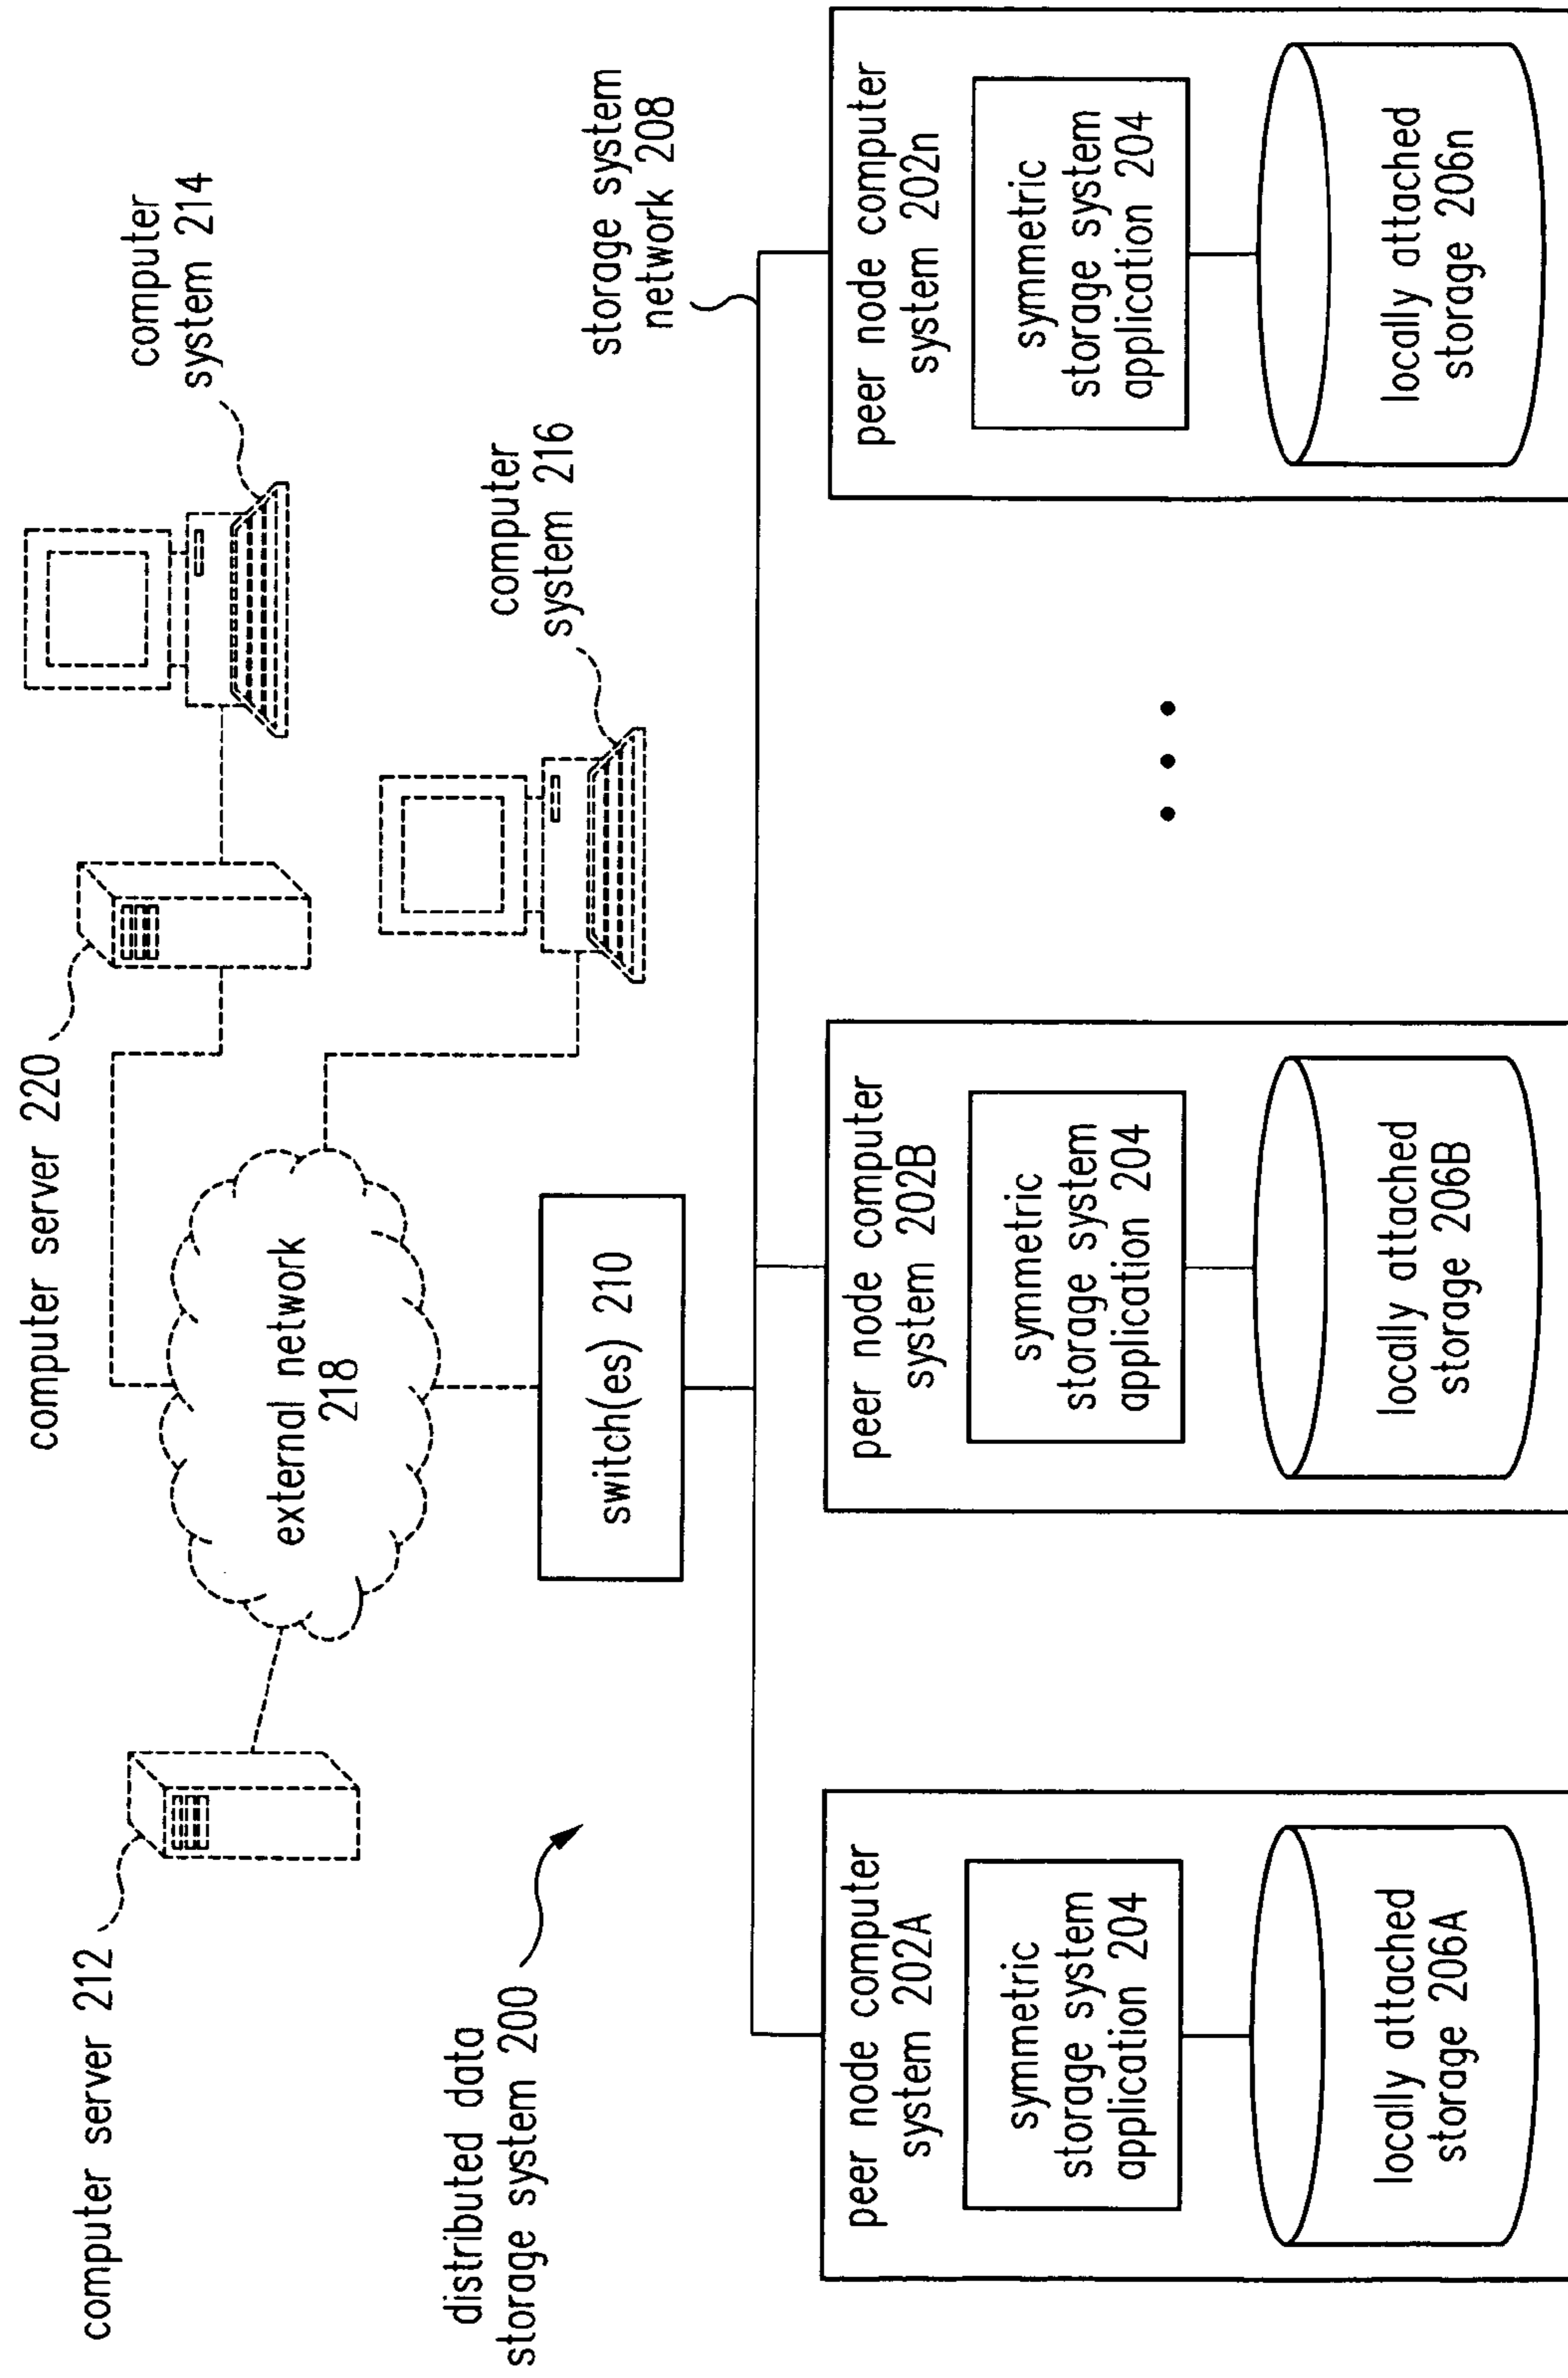 computer server 212
computer server 220
computer
system 214
external network
218
computer
system 216
distributed data
storage system 200
switch(es) 210
storage system
network 208
peer node computer
system 202A
symmetric
storage system
application 204
locally attached
storage 206A
peer node computer
system 202B
symmetric
storage system
application 204
locally attached
storage 206B
peer node computer
system 202n
symmetric
storage system
application 204
locally attached
storage 206n